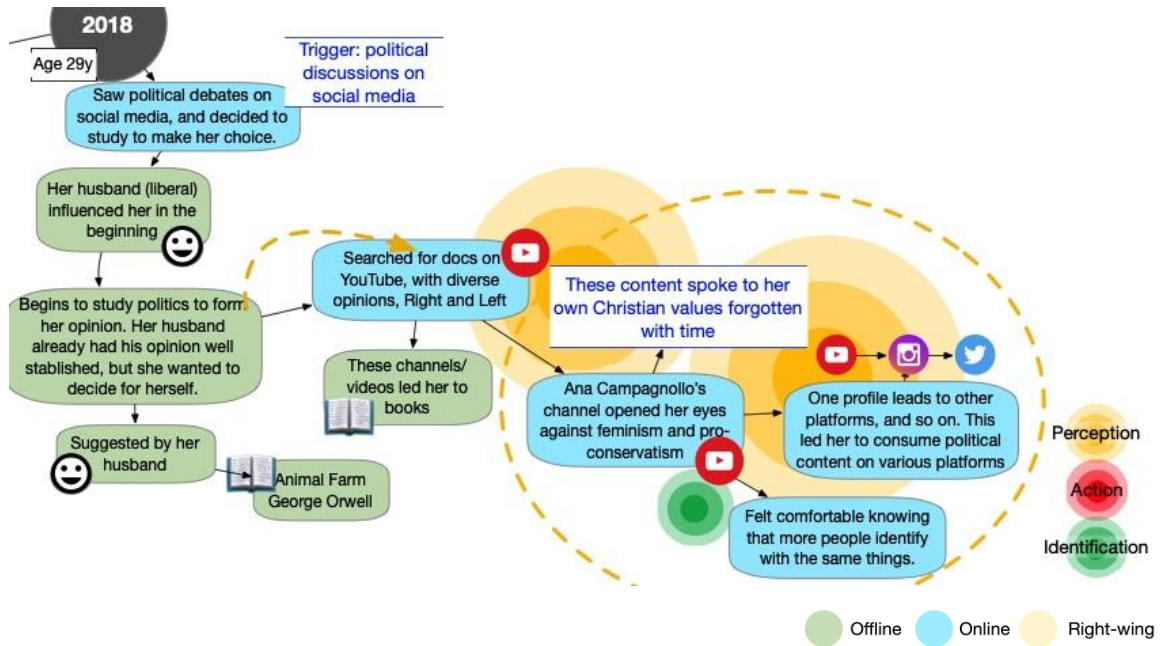 2018
Age 29y
Trigger: political
discussions on
social media
Saw political debates on
social media, and decided to
study to make her choice.
Her husband (liberal)
influenced her in the
beginning
Begins to study politics to form
her opinion. Her husband
already had his opinion well
stablished, but she wanted to
decide for herself.
Suggested by her
husband
Animal Farm
George Orwell
Searched for docs on
YouTube, with diverse
opinions, Right and Left
These channels/
videos led her to
books
These content spoke to her
own Christian values forgotten
with time
Ana Campagnollo's
channel opened her eyes
against feminism and pro-
conservatism
One profile leads to other
platforms, and so on. This
led her to consume political
content on various platforms
Felt comfortable knowing
that more people identify
with the same things.
Perception
Action
Identification
Offline
Online
Right-wing